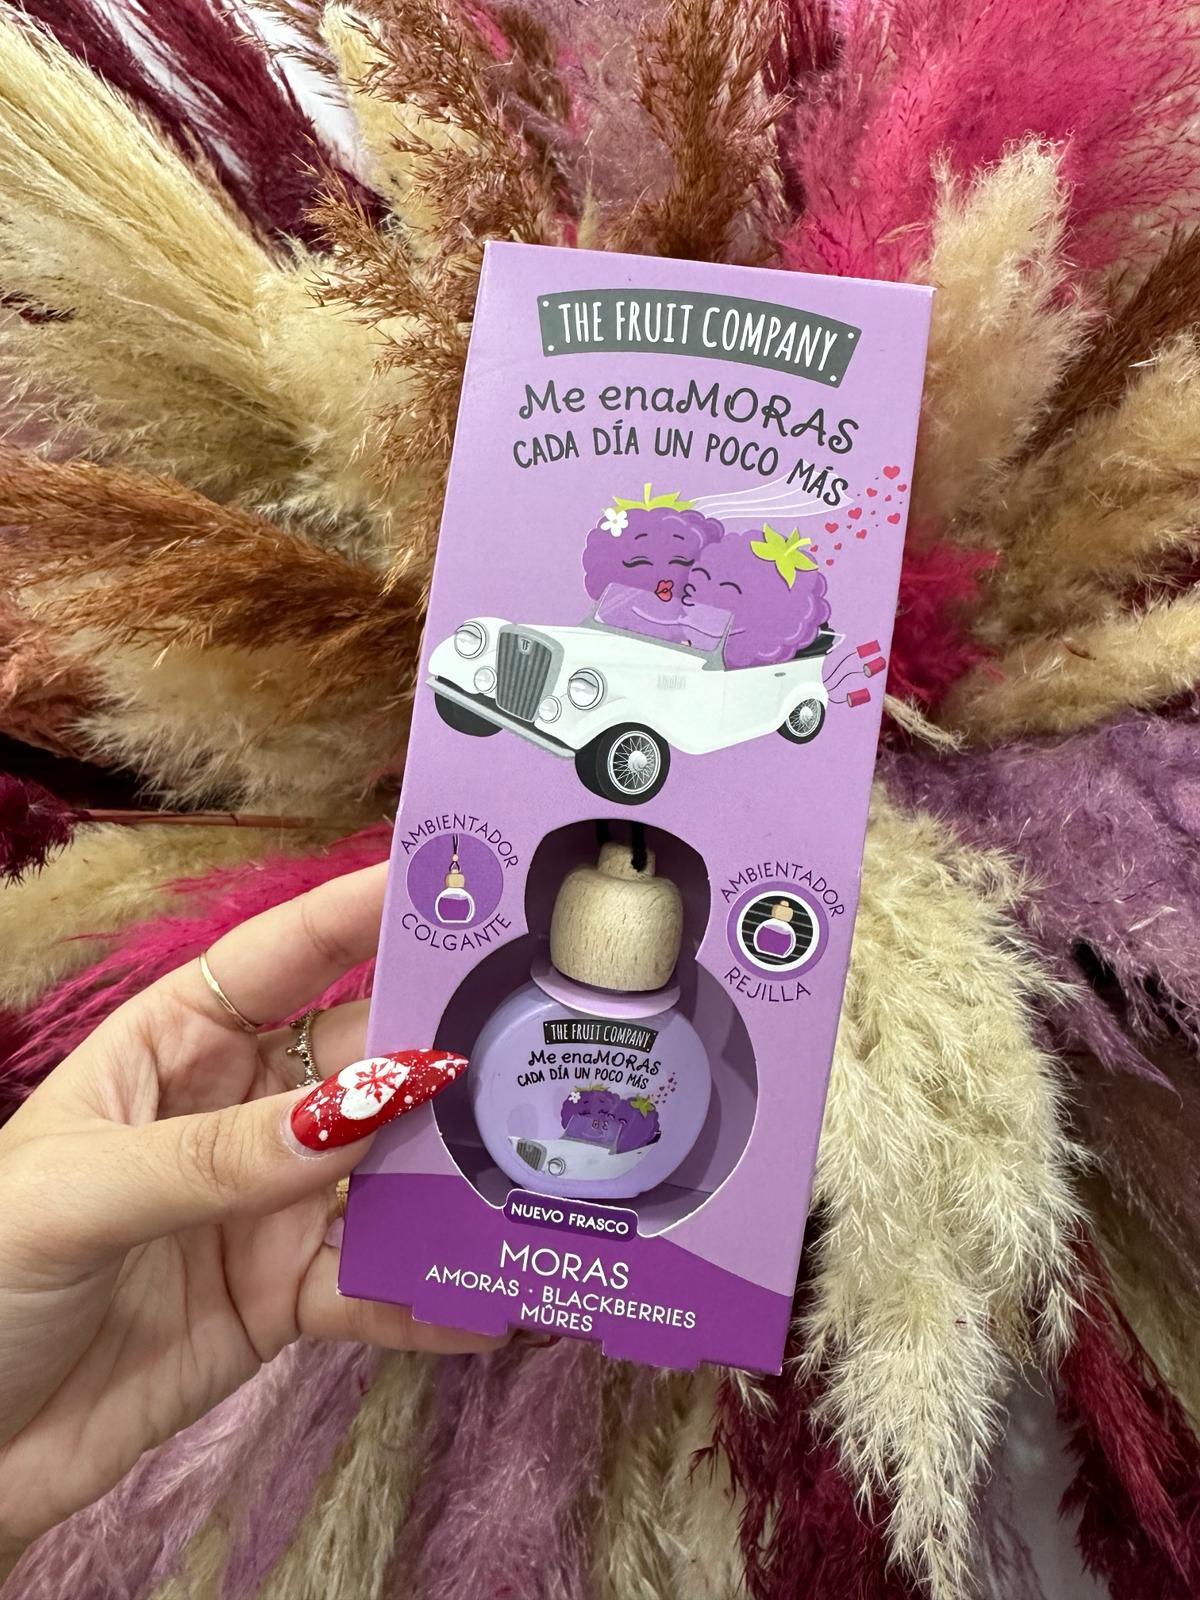 THE FRUIT COMPANY
Me enaMORAS
CADA DÍA UN POCO MÁS
AMBIENTADOR
COLGANTE
AMBIENTADOR
REJILLA
THE FRUIT COMPANY
Me enaMORAS
CADA DÍA UN POCO MÁS
NUEVO FRASCO
MORAS
AMORAS · BLACKBERRIES
MÛRES